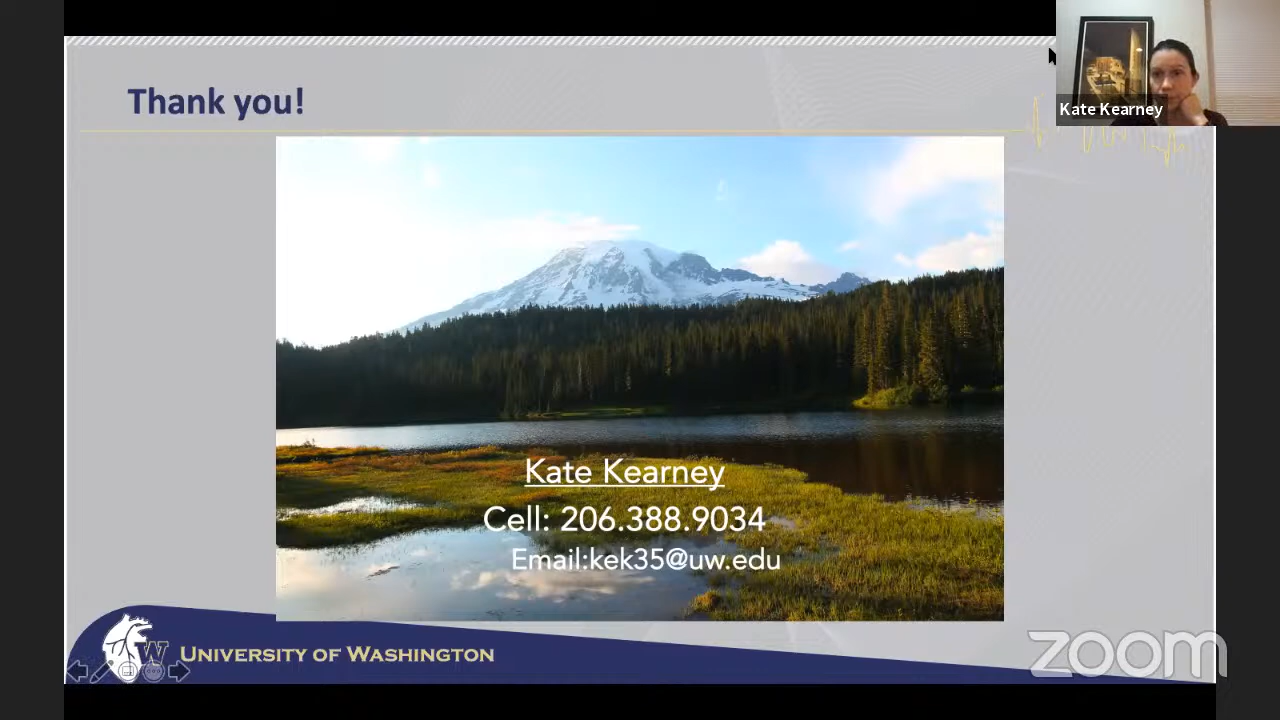 Thank you!
Kate Kearney
Kate Kearney
Cell: 206.388.9034
Email:kek35@uw.edu
W
UNIVERSITY OF WASHINGTON
zoom